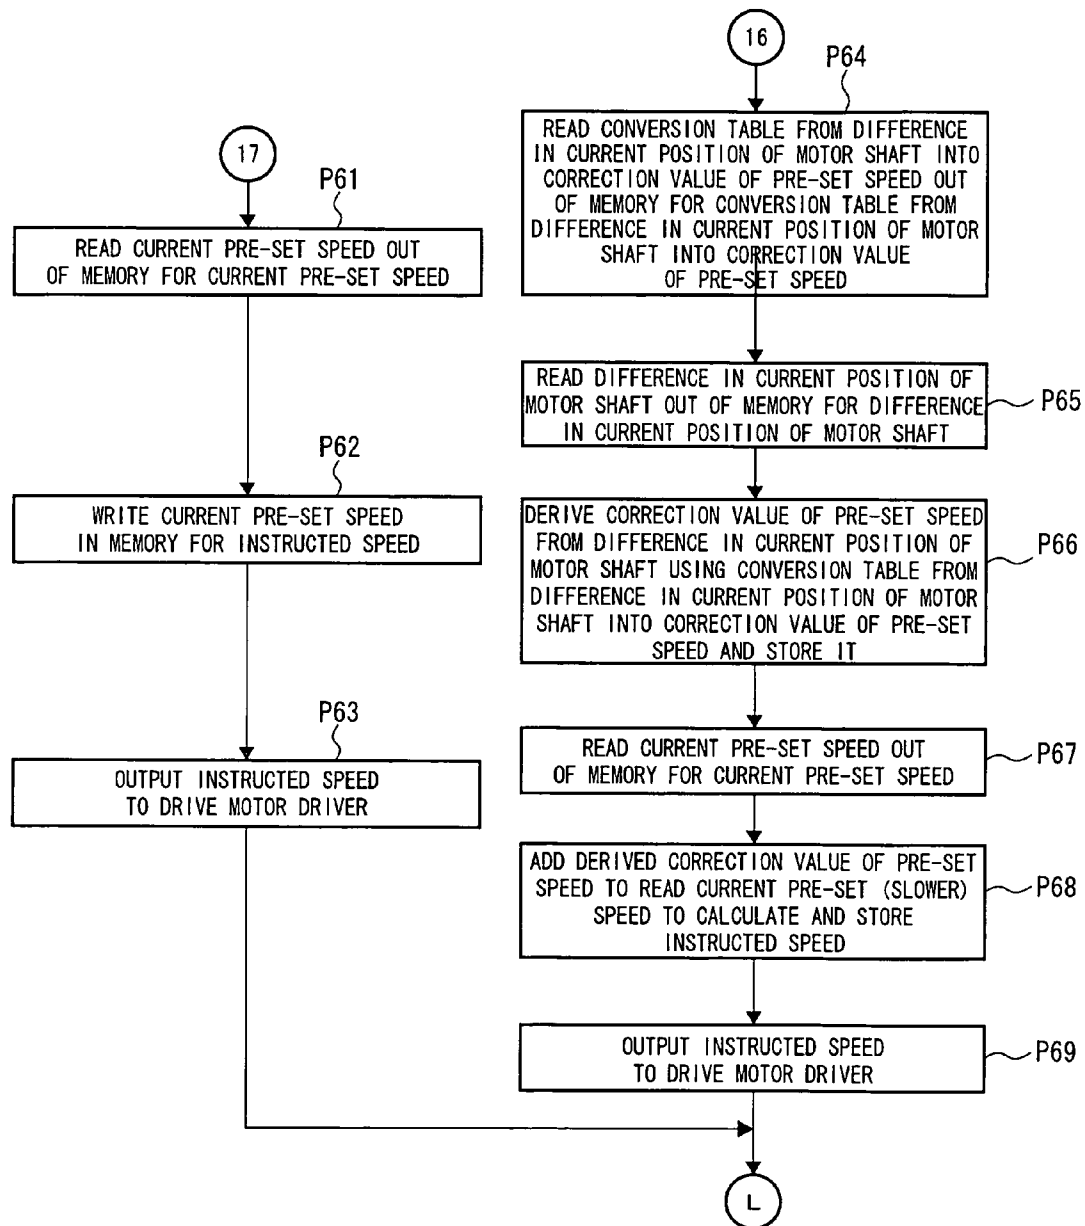 17
P61
READ CURRENT PRE-SET SPEED OUT
OF MEMORY FOR CURRENT PRE-SET SPEED
P62
WRITE CURRENT PRE-SET SPEED
IN MEMORY FOR INSTRUCTED SPEED
P63
OUTPUT INSTRUCTED SPEED
TO DRIVE MOTOR DRIVER
16
P64
READ CONVERSION TABLE FROM DIFFERENCE
IN CURRENT POSITION OF MOTOR SHAFT INTO
CORRECTION VALUE OF PRE-SET SPEED OUT
OF MEMORY FOR CONVERSION TABLE FROM
DIFFERENCE IN CURRENT POSITION OF MOTOR
SHAFT INTO CORRECTION VALUE
OF PRE-SET SPEED
READ DIFFERENCE IN CURRENT POSITION OF
MOTOR SHAFT OUT OF MEMORY FOR DIFFERENCE
IN CURRENT POSITION OF MOTOR SHAFT
P65
DERIVE CORRECTION VALUE OF PRE-SET SPEED
FROM DIFFERENCE IN CURRENT POSITION OF
MOTOR SHAFT USING CONVERSION TABLE FROM
DIFFERENCE IN CURRENT POSITION OF MOTOR
SHAFT INTO CORRECTION VALUE OF PRE-SET
SPEED AND STORE IT
P66
READ CURRENT PRE-SET SPEED OUT
OF MEMORY FOR CURRENT PRE-SET SPEED
P67
ADD DERIVED CORRECTION VALUE OF PRE-SET
SPEED TO READ CURRENT PRE-SET (SLOWER)
SPEED TO CALCULATE AND STORE
INSTRUCTED SPEED
P68
OUTPUT INSTRUCTED SPEED
TO DRIVE MOTOR DRIVER
P69
L